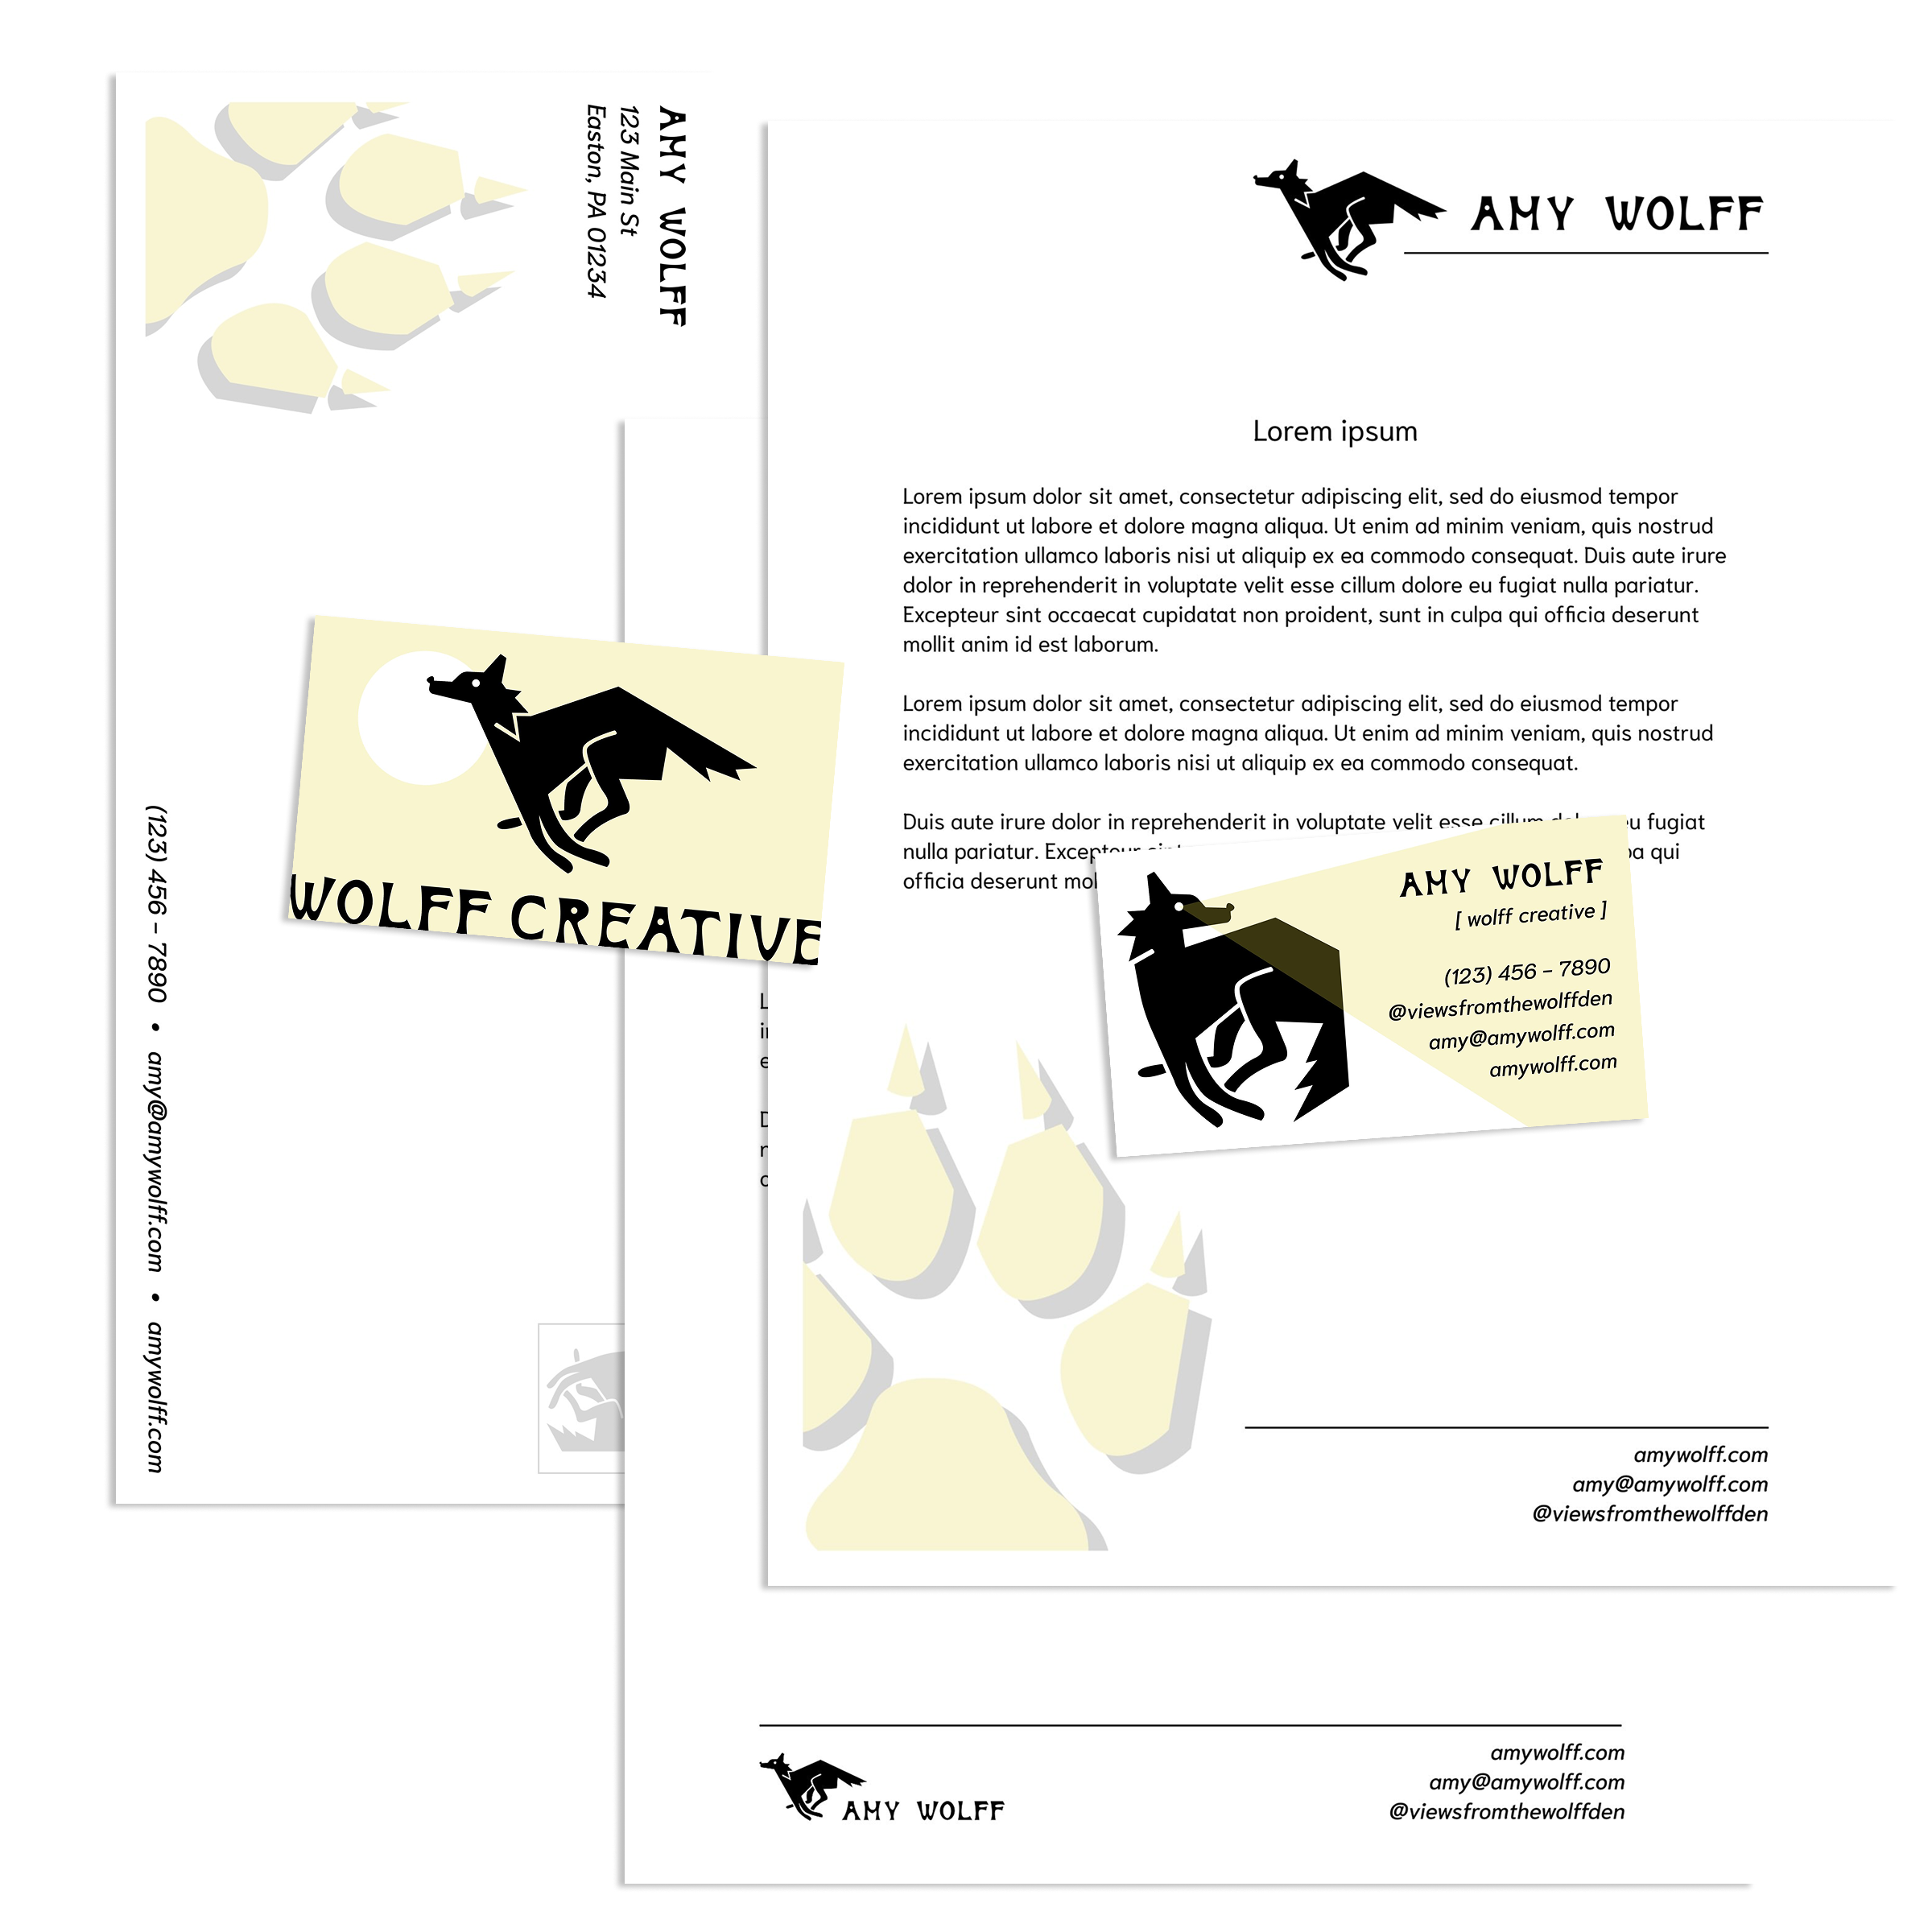 AMY WOLFF
123 Main St
Easton, PA 01234
(123) 456 – 7890 • amy@amywolff.com • amywolff.com
AMY WOLFF
Lorem ipsum
Lorem ipsum dolor sit amet, consectetur adipiscing elit, sed do eiusmod tempor
incididunt ut labore et dolore magna aliqua. Ut enim ad minim veniam, quis nostrud
exercitation ullamco laboris nisi ut aliquip ex ea commodo consequat. Duis aute irure
dolor in reprehenderit in voluptate velit esse cillum dolore eu fugiat nulla pariatur.
Excepteur sint occaecat cupidatat non proident, sunt in culpa qui officia deserunt
mollit anim id est laborum.
Lorem ipsum dolor sit amet, consectetur adipiscing elit, sed do eiusmod tempor
incididunt ut labore et dolore magna aliqua. Ut enim ad minim veniam, quis nostrud
exercitation ullamco laboris nisi ut aliquip ex ea commodo consequat.
Duis aute irure dolor in reprehenderit in voluptate velit esse cillum eu fugiat
nulla pariatur. Excepteur qui
officia deserunt
WOLFF CREATIVE
AMY WOLFF
[ wolff creative ]
(123) 456 – 7890
@viewsfromthewolffden
amy@amywolff.com
amywolff.com
amywolff.com
amy@amywolff.com
@viewsfromthewolffden
AMY WOLFF
amywolff.com
amy@amywolff.com
@viewsfromthewolffden